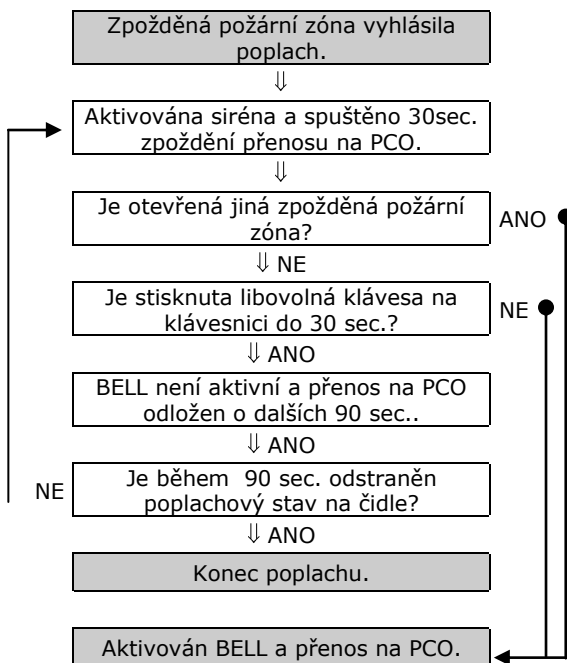 Zpožděná požární zóna vyhlásila
poplach.
⇓
Aktivována siréna a spuštěno 30sec.
zpoždění přenosu na PCO.
⇓
Je otevřená jiná zpožděná požární
zóna?
ANO
⇓ NE
Je stisknuta libovolná klávesa na
klávesnici do 30 sec.?
NE
⇓ ANO
BELL není aktivní a přenos na PCO
odložen o dalších 90 sec..
⇓ ANO
Je během 90 sec. odstraněn
poplachový stav na čidle?
NE
⇓ ANO
Konec poplachu.
Aktivován BELL a přenos na PCO.